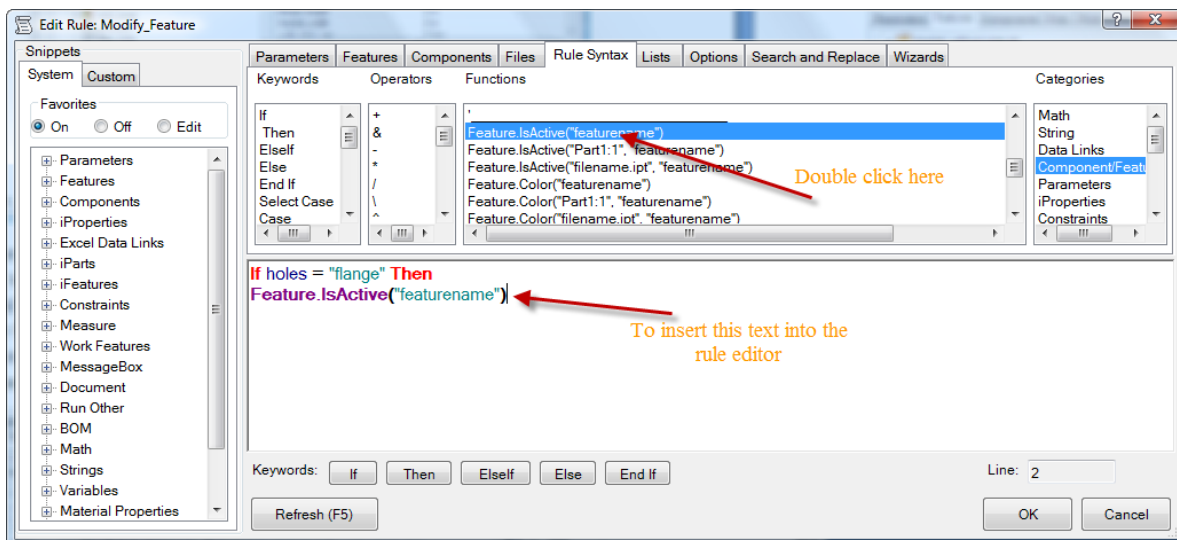 Edit Rule: Modify_Feature
?
X
Snippets
System Custom
Favorites
On Off Edit
Parameters
Features
Components
iProperties
Excel Data Links
iParts
iFeatures
Constraints
Measure
Work Features
MessageBox
Document
Run Other
BOM
Math
Strings
Variables
Material Properties
Parameters Features Components Files Rule Syntax Lists Options Search and Replace Wizards
Keywords Operators Functions Categories
If
Then
ElseIf
Else
End If
Select Case
Case
+
&
-
*
/
\
^
'______________________________
Feature.IsActive("featurename")
Feature.IsActive("Part1:1", "featurename")
Feature.IsActive("filename.ipt", "featurename")
Feature.Color("featurename")
Feature.Color("Part1:1", "featurename")
Feature.Color("filename.ipt", "featurename")
Math
String
Data Links
Component/Featu
Parameters
iProperties
Constraints
Double click here
If holes = "flange" Then
Feature.IsActive("featurename")
To insert this text into the
rule editor
Keywords: If Then ElseIf Else End If
Line: 2
Refresh (F5) OK Cancel